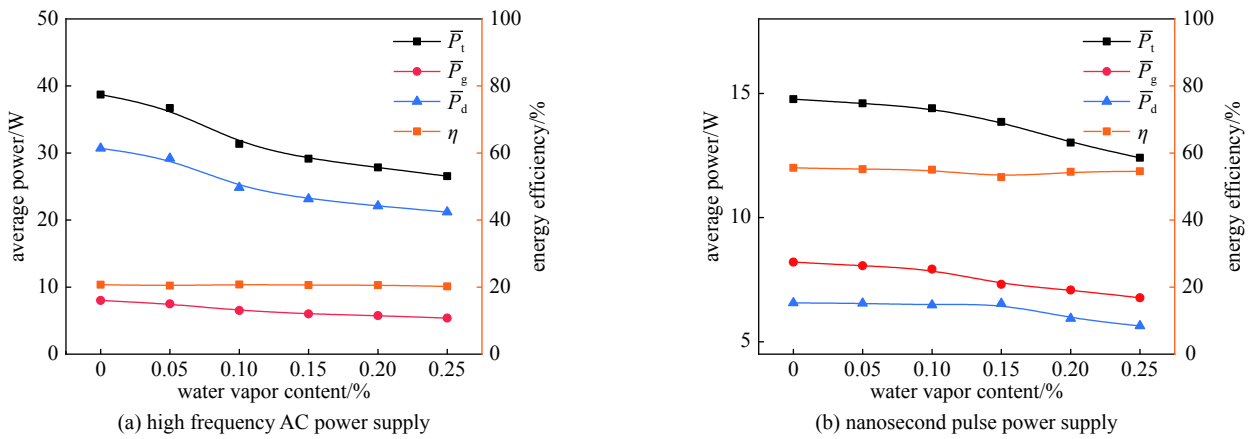 50
40
30
20
10
0
average power/W
100
80
60
40
20
0
energy efficiency/%
P̄t
P̄g
P̄d
η
0 0.05 0.10 0.15 0.20 0.25
water vapor content/%
(a) high frequency AC power supply
15
10
5
average power/W
100
80
60
40
20
0
energy efficiency/%
P̄t
P̄g
P̄d
η
0 0.05 0.10 0.15 0.20 0.25
water vapor content/%
(b) nanosecond pulse power supply